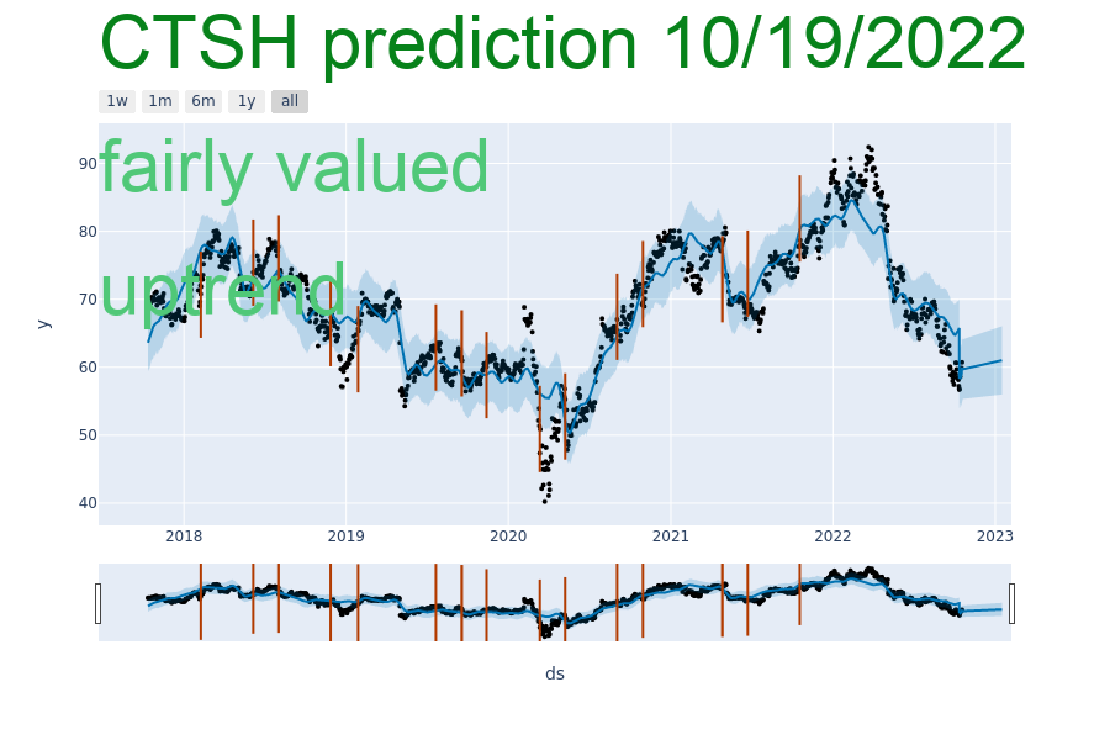 CTSH prediction 10/19/2022
1w 1m 6m 1y all
fairly valued
90
80
uptrend
70
y
60
50
40
2018 2019 2020 2021 2022 2023
ds